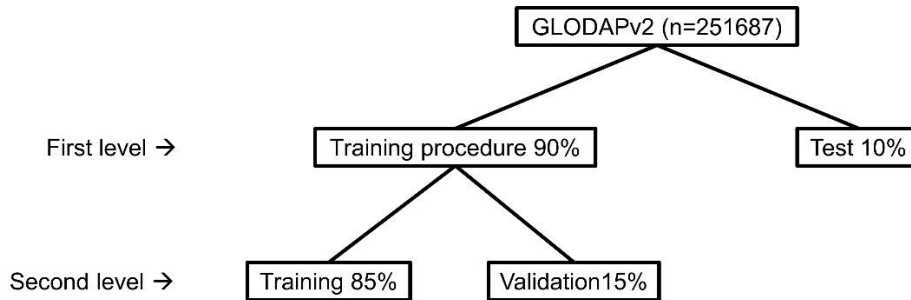 GLODAPv2 (n=251687)
First level →
Training procedure 90%
Test 10%
Second level →
Training 85%
Validation15%